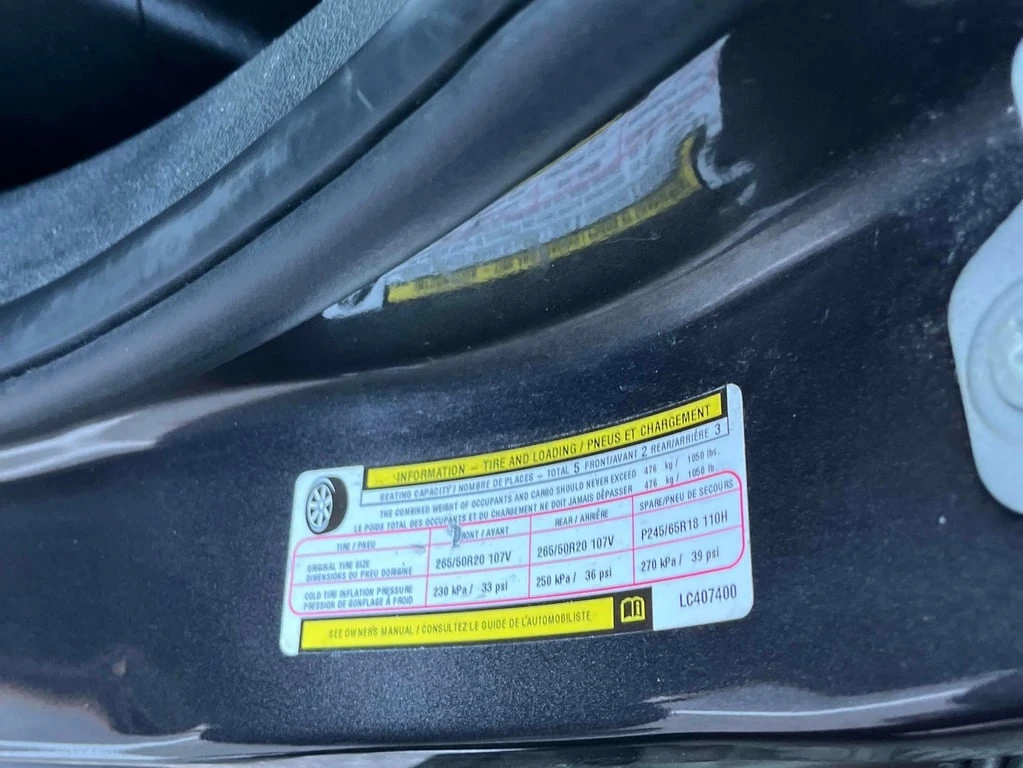 INFORMATION – TIRE AND LOADING / PNEUS ET CHARGEMENT
SEATING CAPACITY / NOMBRE DE PLACES – TOTAL 5 FRONT/AVANT 2 REAR/ARRIÈRE 3
THE COMBINED WEIGHT OF OCCUPANTS AND CARGO SHOULD NEVER EXCEED 476 kg / 1050 lbs.
LE POIDS TOTAL DES OCCUPANTS ET DU CHARGEMENT NE DOIT JAMAIS DÉPASSER 476 kg / 1050 lb.
TIRE / PNEU FRONT / AVANT REAR / ARRIÉRE SPARE/PNEU DE SECOURS
ORIGINAL TIRE SIZE
DIMENSIONS DU PNEU DORIGINE 265/50R20 107V 265/50R20 107V P245/65R18 110H
COLD TIRE INFLATION PRESSURE
PRESSION DE GONFLAGE À FROID 230 kPa / 33 psi 250 kPa / 36 psi 270 kPa / 39 psi
SEE OWNER'S MANUAL / CONSULTEZ LE GUIDE DE L'AUTOMOBILISTE
LC407400